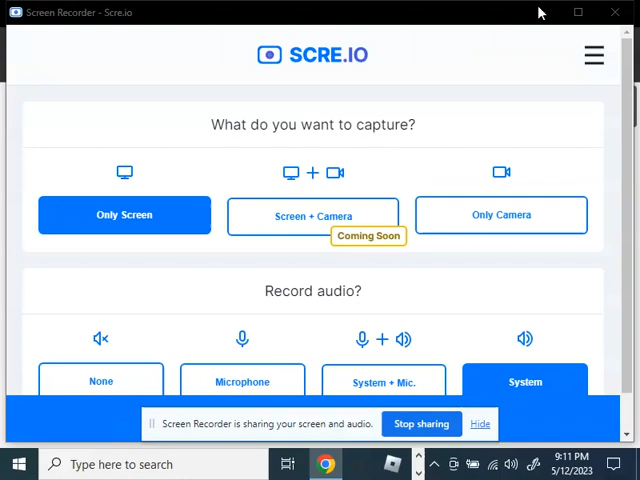 Screen Recorder - Scre.io
SCRE.IO
What do you want to capture?
Only Screen
Screen + Camera
Only Camera
Coming Soon
Record audio?
None
Microphone
System + Mic.
System
Screen Recorder is sharing your screen and audio.
Stop sharing
Hide
Type here to search
9:11 PM
5/12/2023